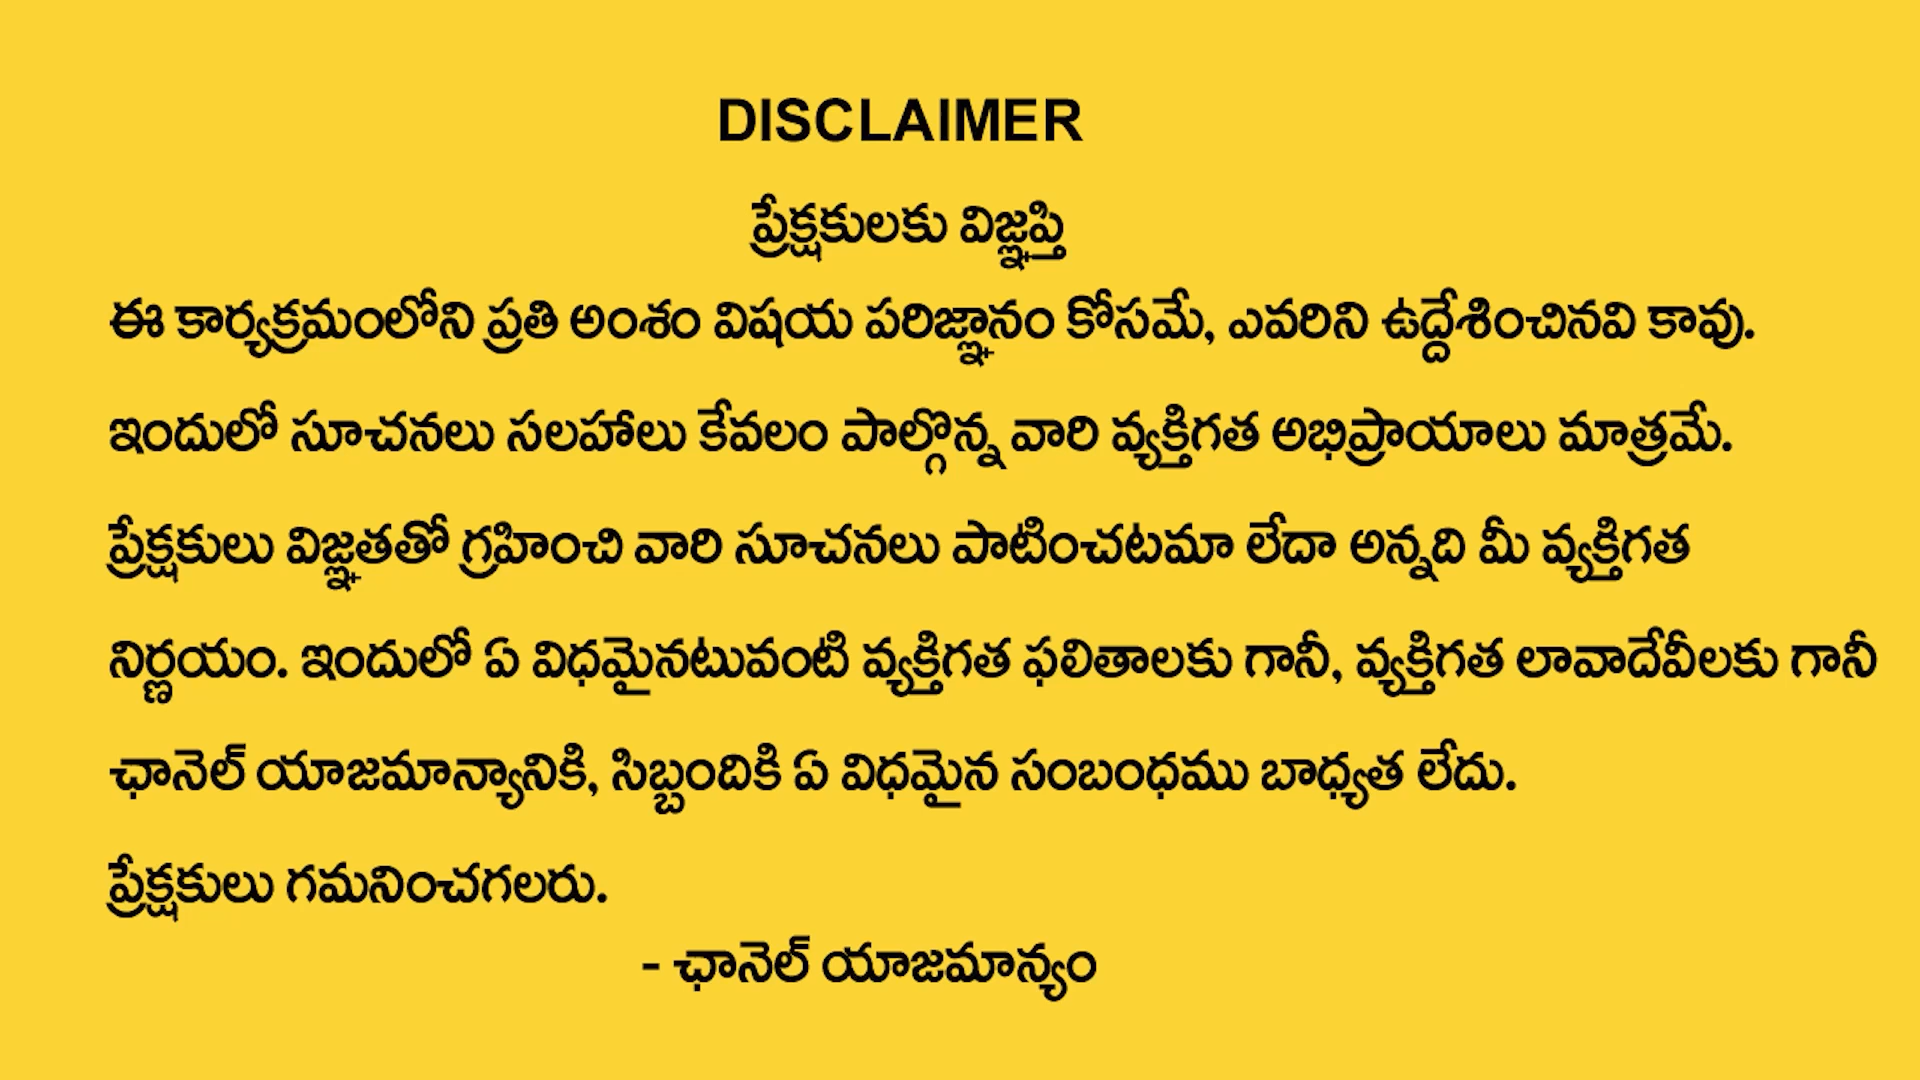 DISCLAIMER
ప్రేక్షకులకు విజ్ఞప్తి
ఈ కార్యక్రమంలోని ప్రతి అంశం విషయ పరిజ్ఞానం కోసమే, ఎవరిని ఉద్దేశించినవి కావు.
ఇందులో సూచనలు సలహాలు కేవలం పాల్గొన్న వారి వ్యక్తిగత అభిప్రాయాలు మాత్రమే.
ప్రేక్షకులు విజ్ఞతతో గ్రహించి వారి సూచనలు పాటించటమా లేదా అన్నది మీ వ్యక్తిగత
నిర్ణయం. ఇందులో ఏ విధమైనటువంటి వ్యక్తిగత ఫలితాలకు గానీ, వ్యక్తిగత లావాదేవీలకు గానీ
ఛానెల్ యాజమాన్యానికి, సిబ్బందికి ఏ విధమైన సంబంధము బాధ్యత లేదు.
ప్రేక్షకులు గమనించగలరు.
- ఛానెల్ యాజమాన్యం